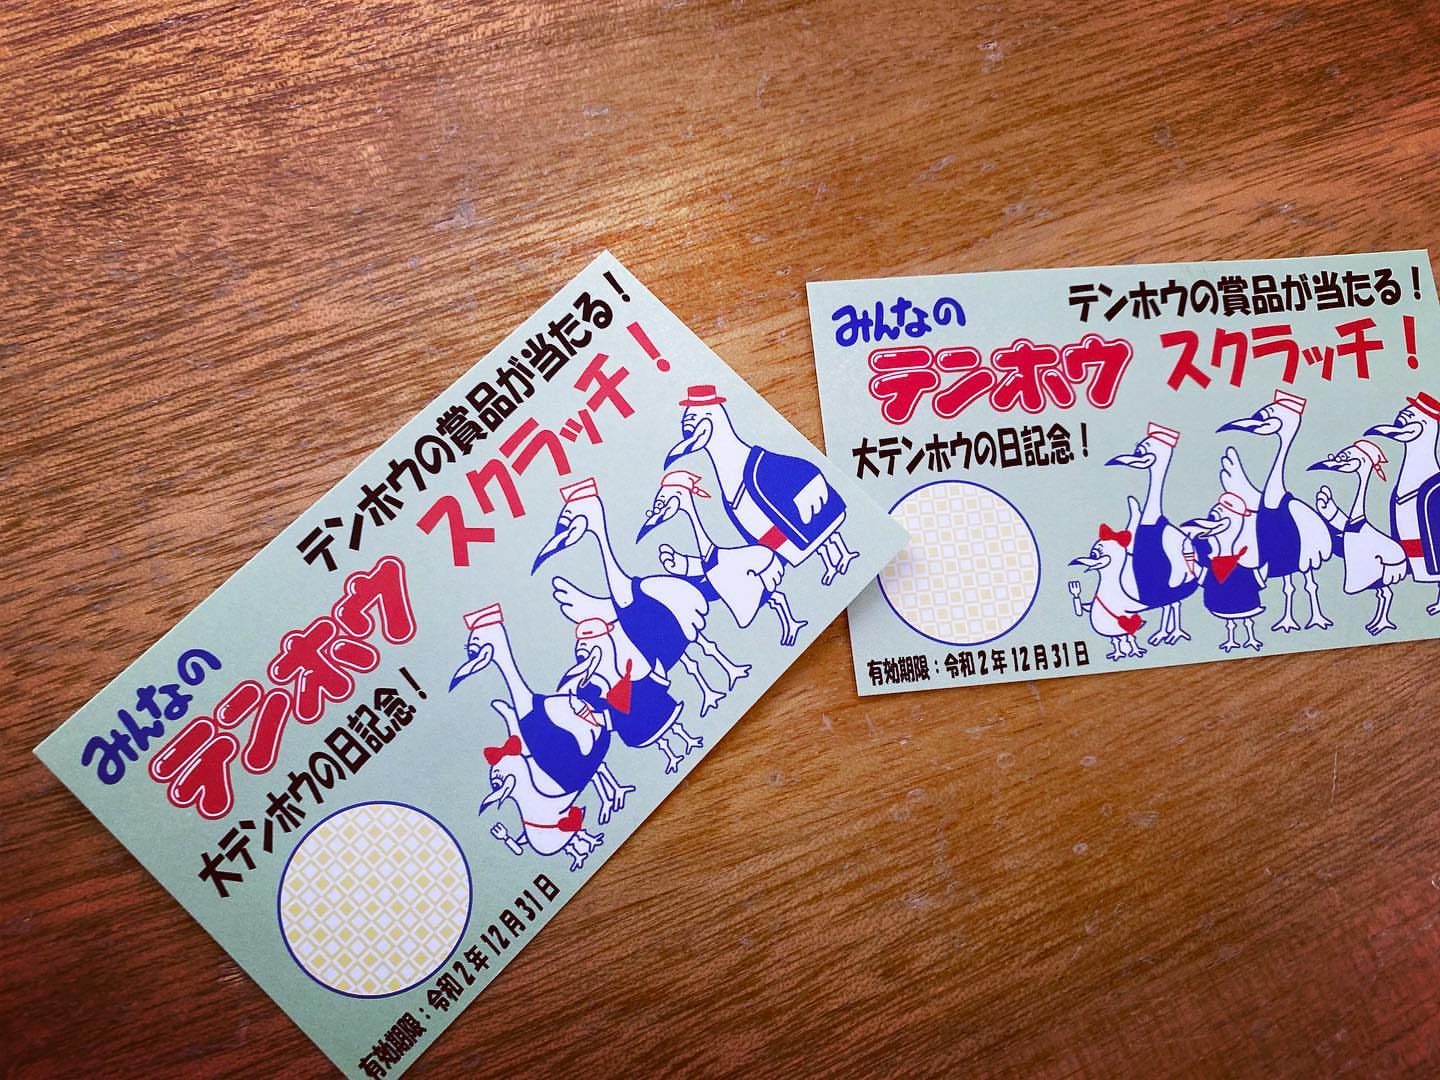 テンホウの賞品が当たる！
みんなの
テンホウ スクラッチ！
大テンホウの日記念！
有効期限：令和2年12月31日
みんなの
テンホウの賞品が当たる！
テンホウ スクラッチ！
大テンホウの日記念！
有効期限：令和2年12月31日